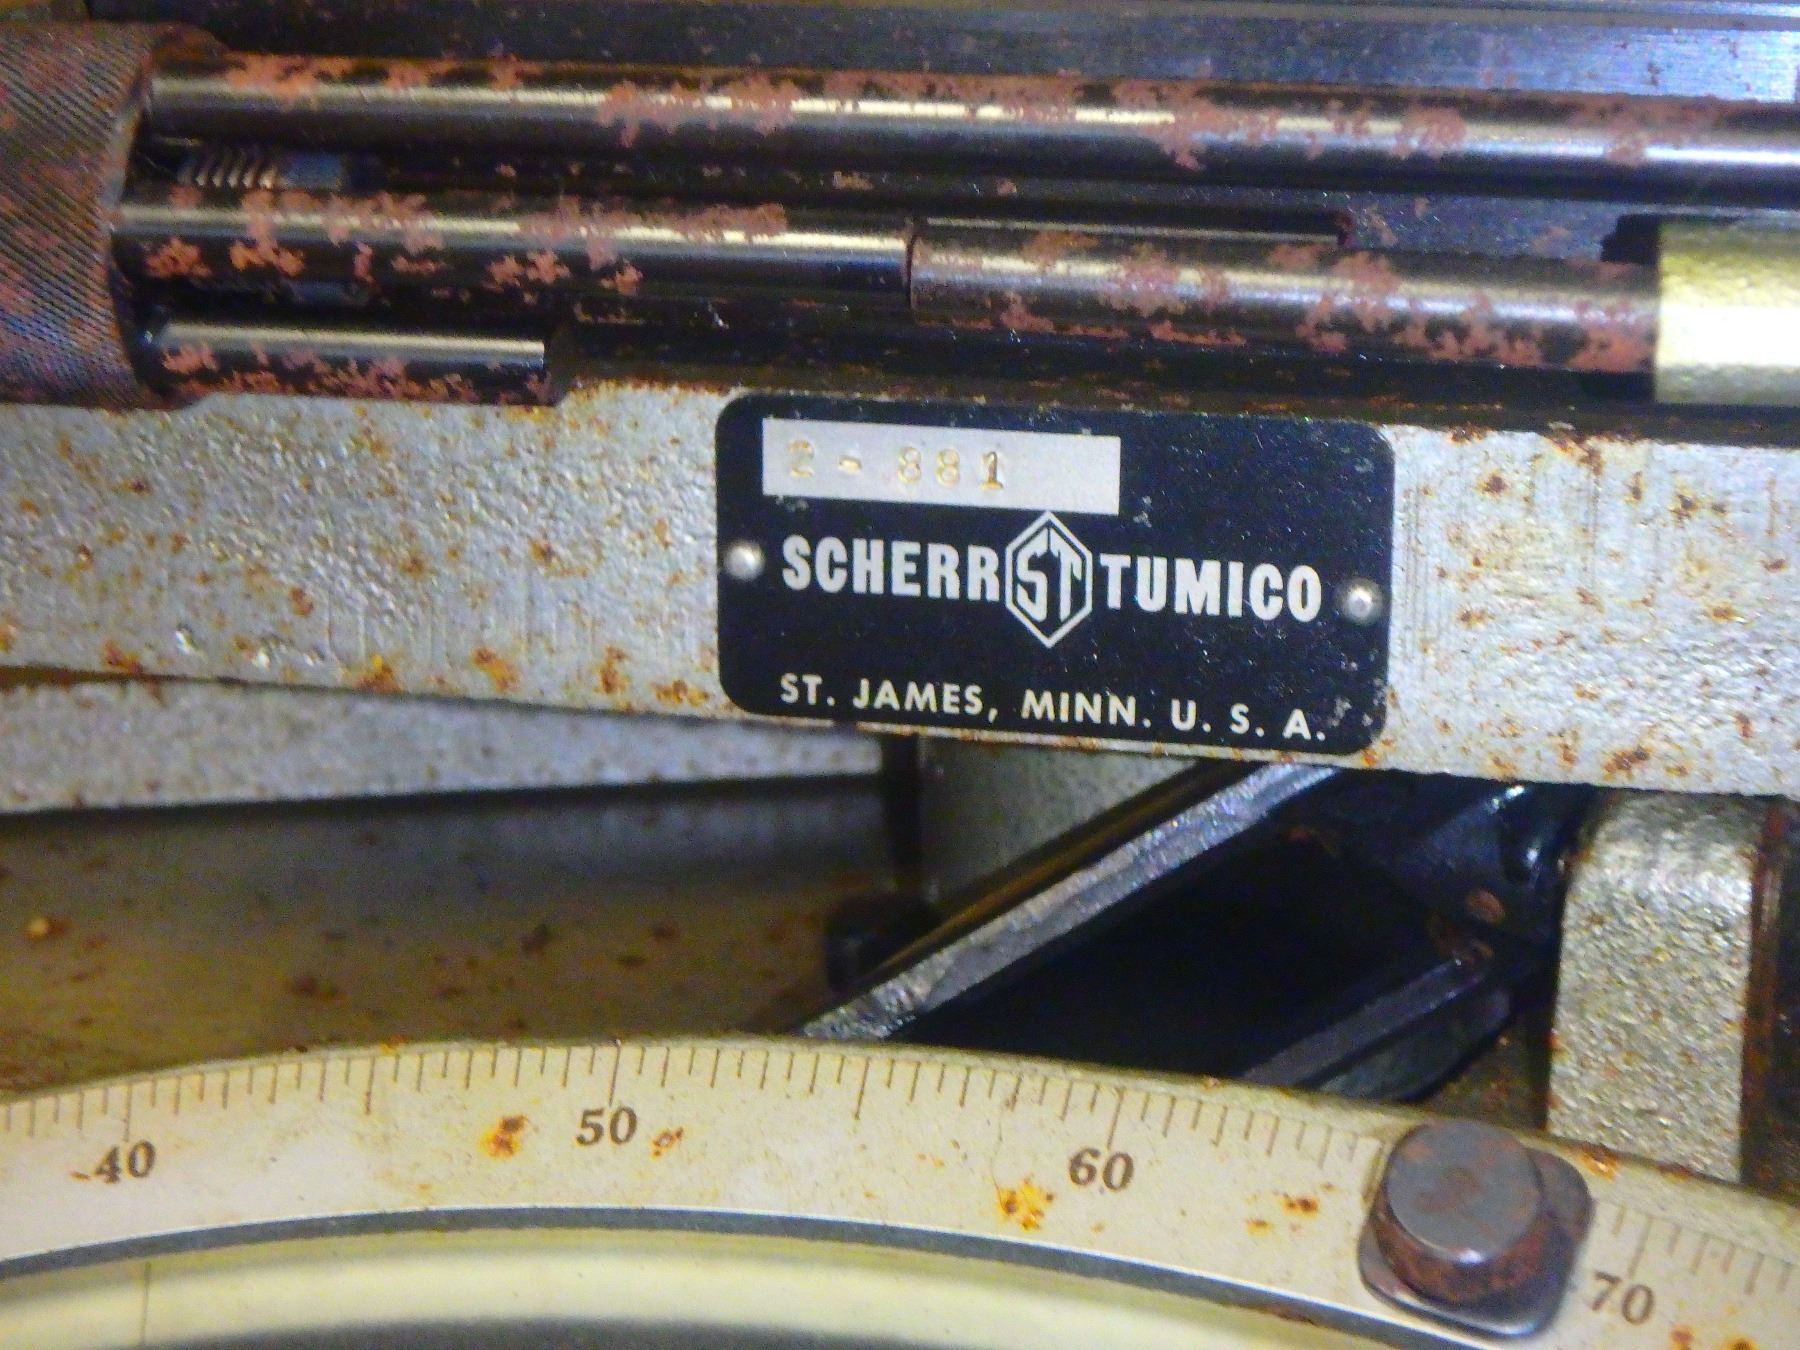 2-881
SCHERR ST TUMICO
ST. JAMES, MINN. U. S. A.
40 50 60 70